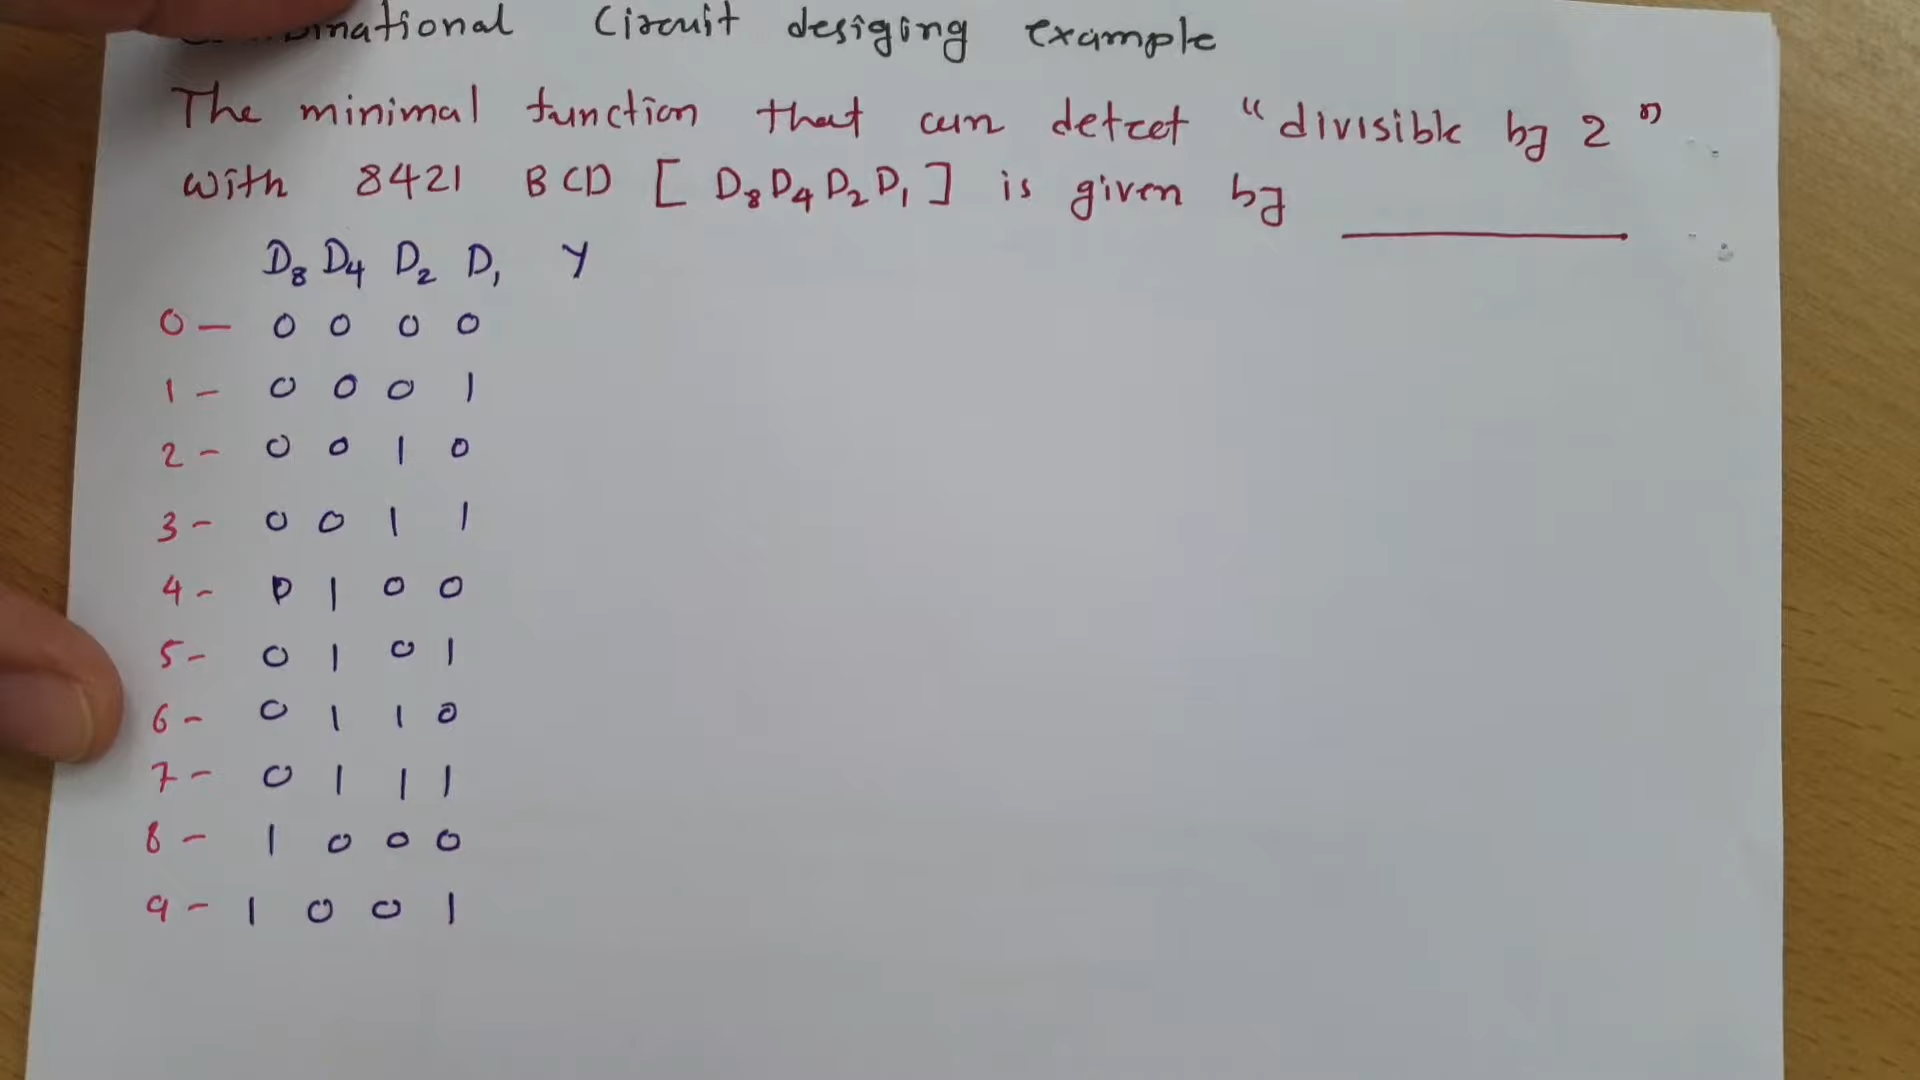 Combinational Circuit desiging example
The minimal function that can detect "divisible by 2"
with 8421 BCD [ D₈D₄D₂D₁ ] is given by ________
D₈ D₄ D₂ D₁ Y
0 - 0 0 0 0
1 - 0 0 0 1
2 - 0 0 1 0
3 - 0 0 1 1
4 - 0 1 0 0
5 - 0 1 0 1
6 - 0 1 1 0
7 - 0 1 1 1
8 - 1 0 0 0
9 - 1 0 0 1